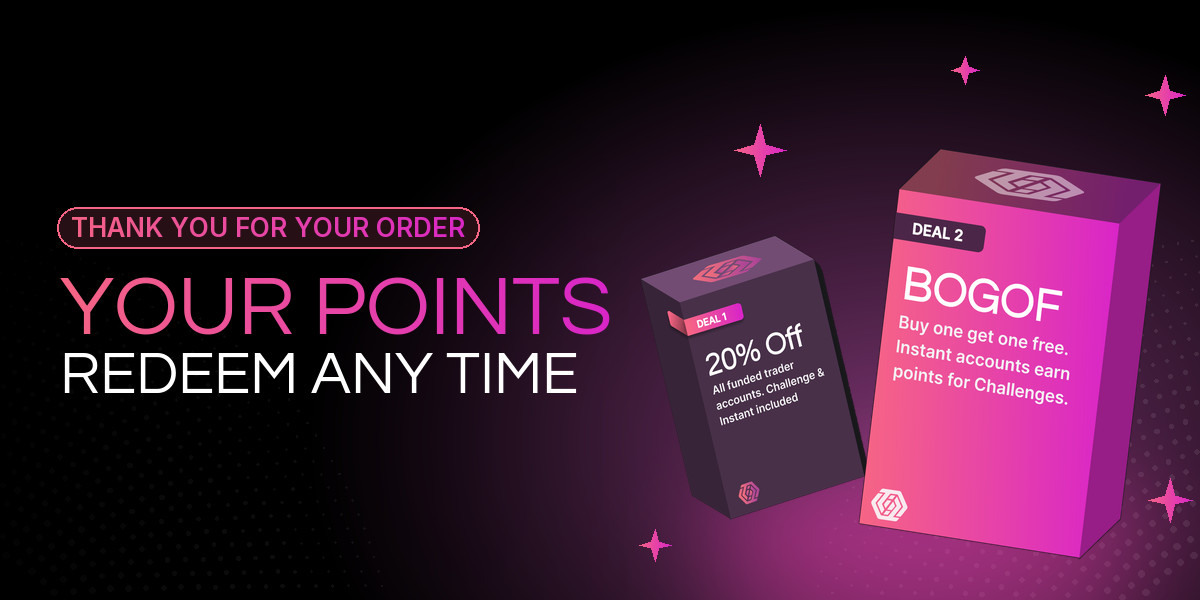 THANK YOU FOR YOUR ORDER
YOUR POINTS
REDEEM ANY TIME
DEAL 1
20% Off
All funded trader
accounts. Challenge &
Instant included
DEAL 2
BOGOF
Buy one get one free.
Instant accounts earn
points for Challenges.